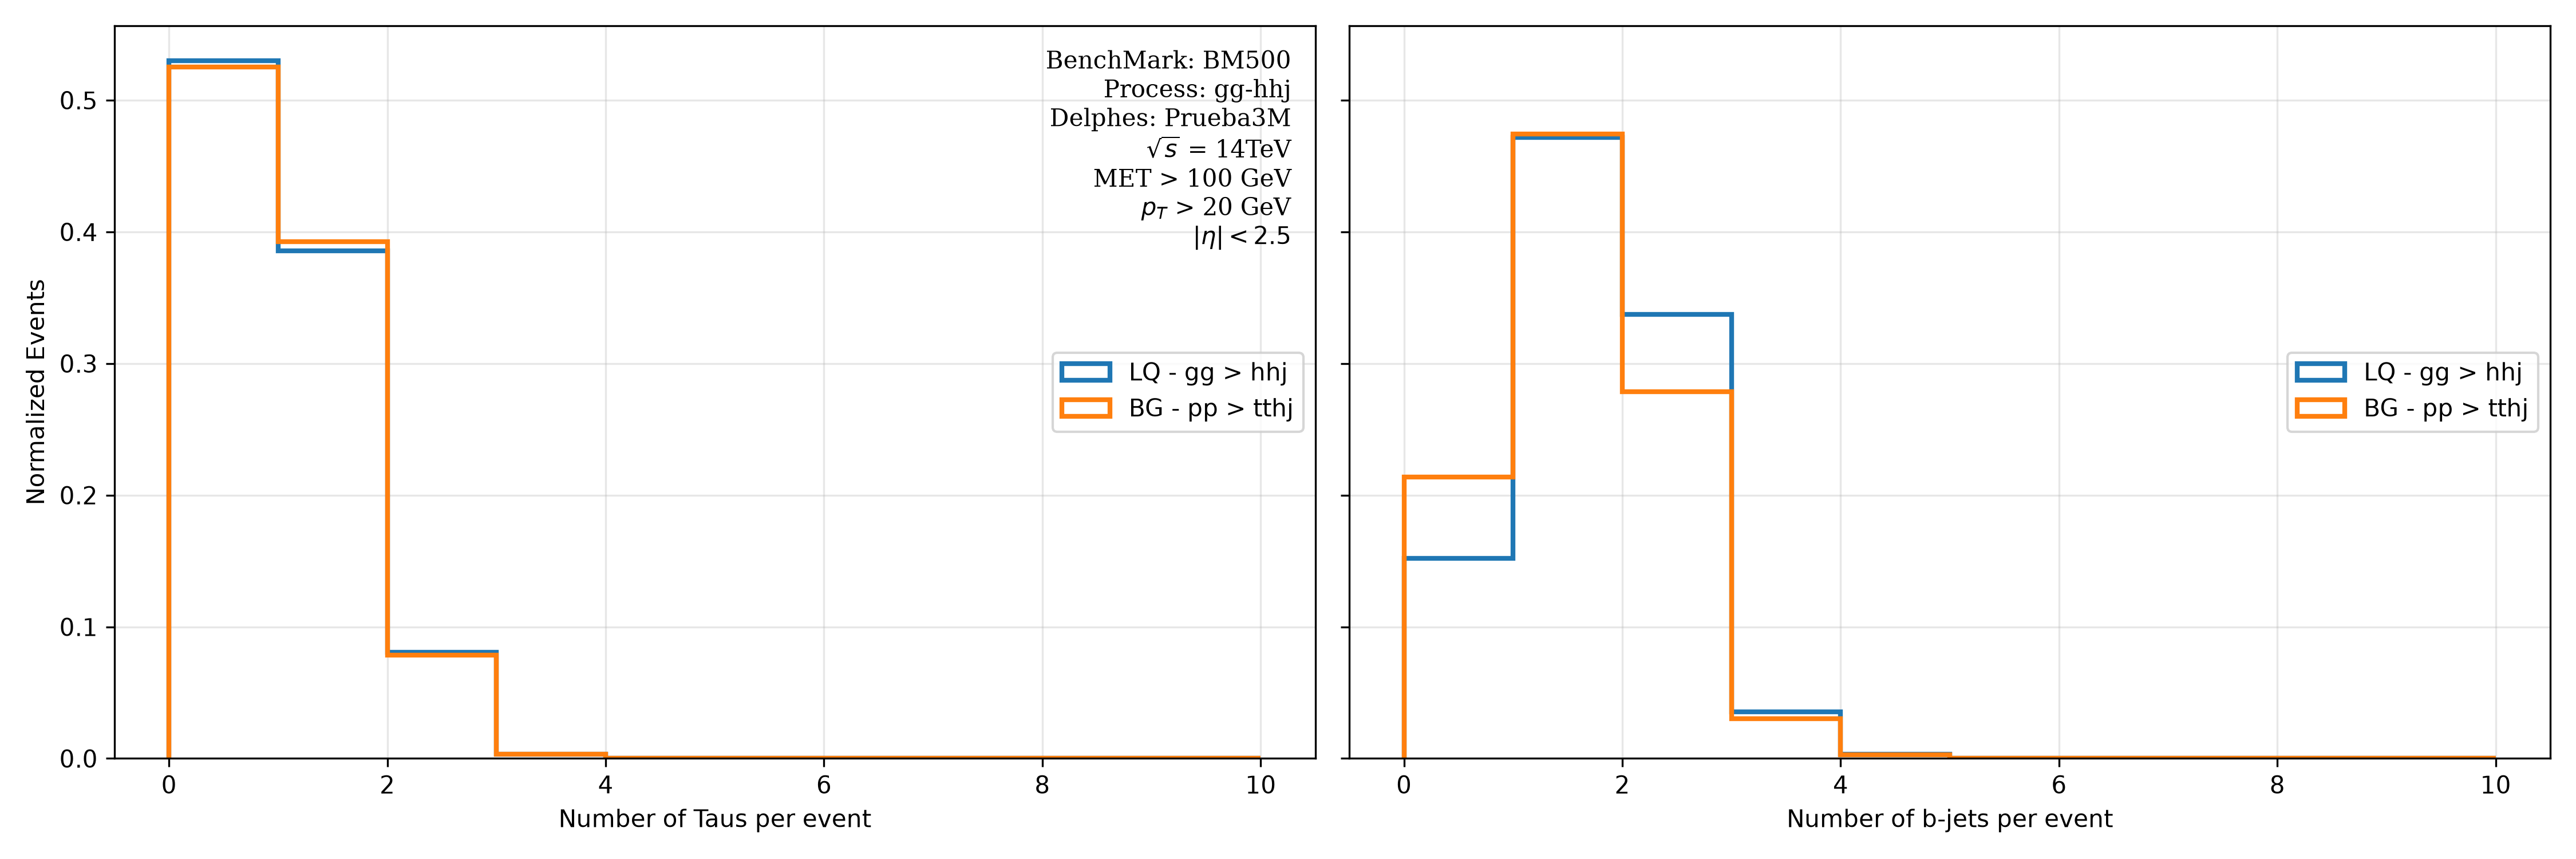 BenchMark: BM500
Process: gg-hhj
Delphes: Prueba3M
√s = 14TeV
MET > 100 GeV
p_T > 20 GeV
|η| < 2.5
LQ - gg > hhj
BG - pp > tthj
Normalized Events
0.5
0.4
0.3
0.2
0.1
0.0
0 2 4 6 8 10
Number of Taus per event
LQ - gg > hhj
BG - pp > tthj
0 2 4 6 8 10
Number of b-jets per event